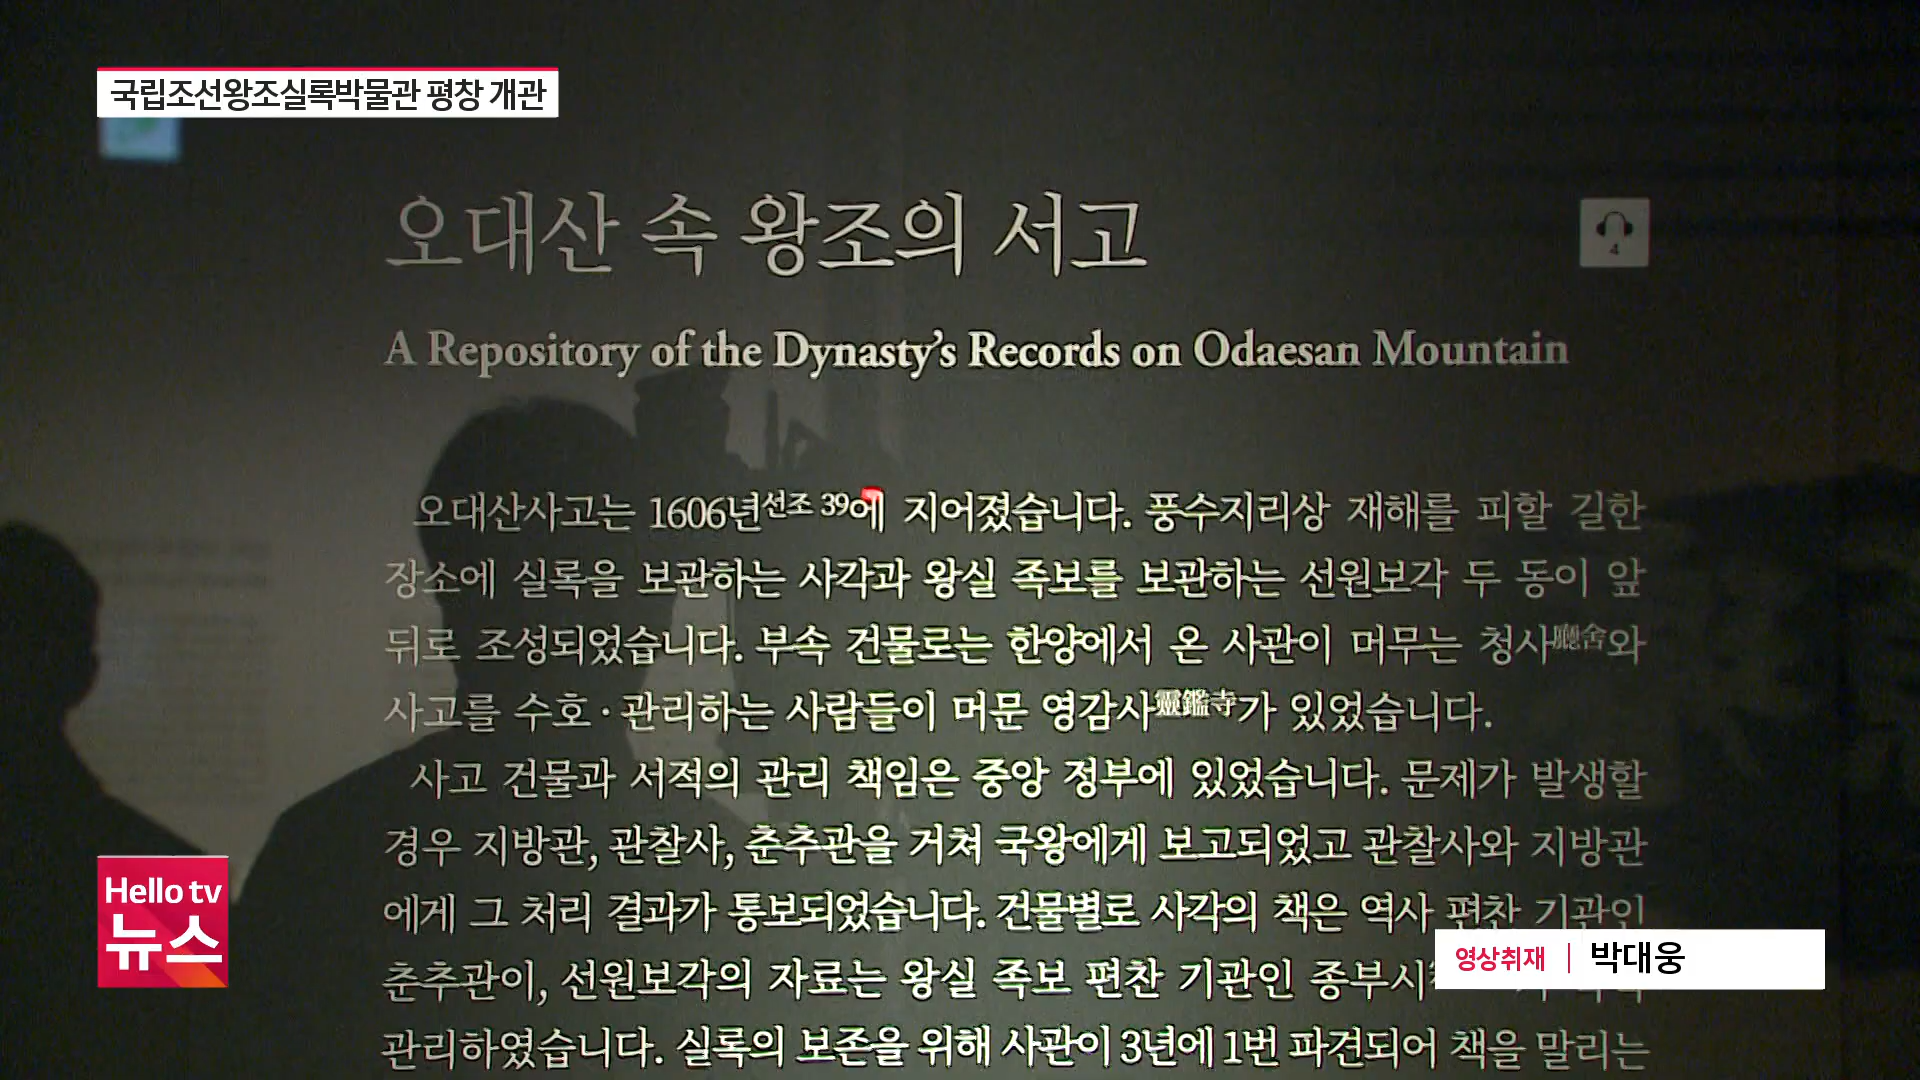 국립조선왕조실록박물관 평창 개관
오대산 속 왕조의 서고
4
A Repository of the Dynasty's Records on Odaesan Mountain
오대산사고는 1606년선조 39에 지어졌습니다. 풍수지리상 재해를 피할 길한
장소에 실록을 보관하는 사각과 왕실 족보를 보관하는 선원보각 두 동이 앞
뒤로 조성되었습니다. 부속 건물로는 한양에서 온 사관이 머무는 청사廳舍와
사고를 수호·관리하는 사람들이 머문 영감사靈鑑寺가 있었습니다.
사고 건물과 서적의 관리 책임은 중앙 정부에 있었습니다. 문제가 발생할
경우 지방관, 관찰사, 춘추관을 거쳐 국왕에게 보고되었고 관찰사와 지방관
에게 그 처리 결과가 통보되었습니다. 건물별로 사각의 책은 역사 편찬 기관인
춘추관이, 선원보각의 자료는 왕실 족보 편찬 기관인 종부시
관리하였습니다. 실록의 보존을 위해 사관이 3년에 1번 파견되어 책을 말리는
Hello tv
뉴스
영상취재 | 박대웅